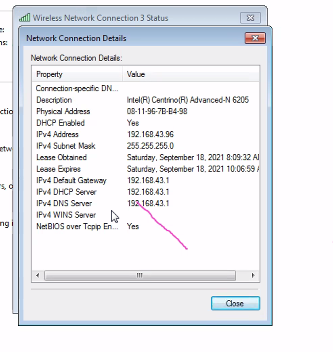 Wireless Network Connection 3 Status
Network Connection Details
Network Connection Details:
Property Value
Connection-specific DN...
Description Intel(R) Centrino(R) Advanced-N 6205
Physical Address 08-11-96-7B-B4-98
DHCP Enabled Yes
IPv4 Address 192.168.43.96
IPv4 Subnet Mask 255.255.255.0
Lease Obtained Saturday, September 18, 2021 8:09:32 A
Lease Expires Saturday, September 18, 2021 10:06:59 A
IPv4 Default Gateway 192.168.43.1
IPv4 DHCP Server 192.168.43.1
IPv4 DNS Server 192.168.43.1
IPv4 WINS Server
NetBIOS over Tcpip En... Yes
Close